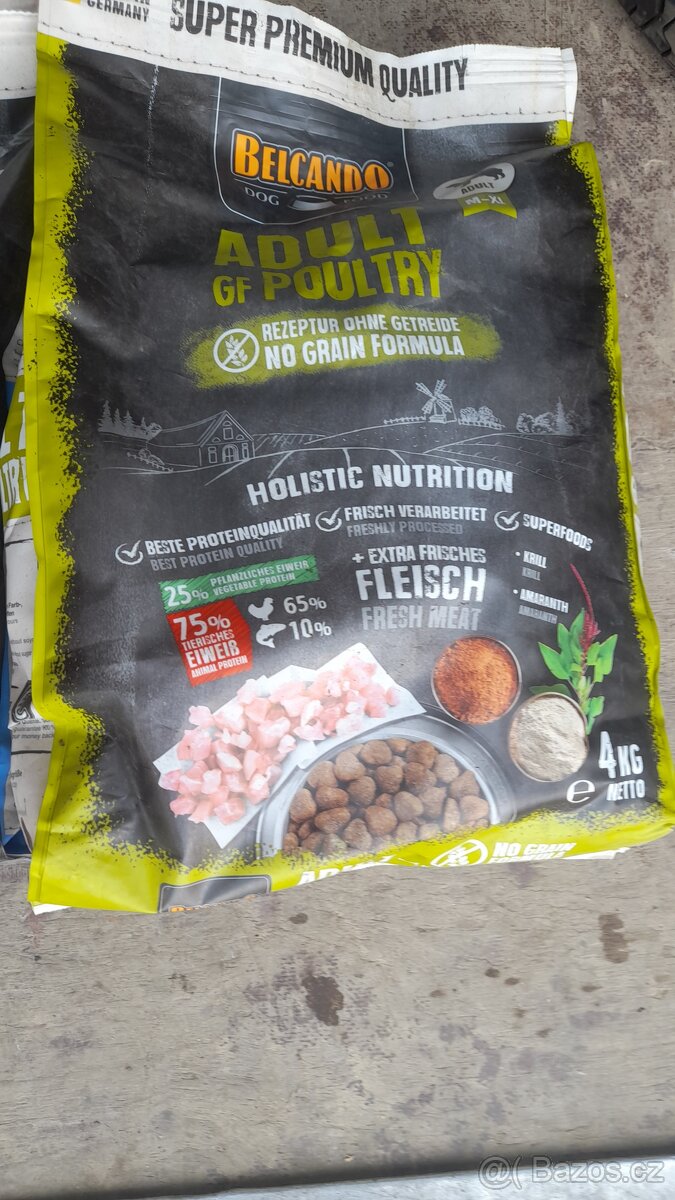 GERMANY
SUPER PREMIUM QUALITY
BELCANDO®
DOG FOOD
ADULT
M-XL
ADULT
GF POULTRY
REZEPTUR OHNE GETREIDE
NO GRAIN FORMULA
HOLISTIC NUTRITION
BESTE PROTEINQUALITÄT
BEST PROTEIN QUALITY
FRISCH VERARBEITET
FRESHLY PROCESSED
SUPERFOODS
25% PFLANZLICHES EIWEIß
VEGETABLE PROTEIN
75%
TIERISCHES
EIWEIß
ANIMAL PROTEIN
65%
10%
+ EXTRA FRISCHES
FLEISCH
FRESH MEAT
• KRILL
KRILL
• AMARANTH
AMARANTH
4KG
℮ NETTO
NO GRAIN
FORMULA
@( Bazos.cz